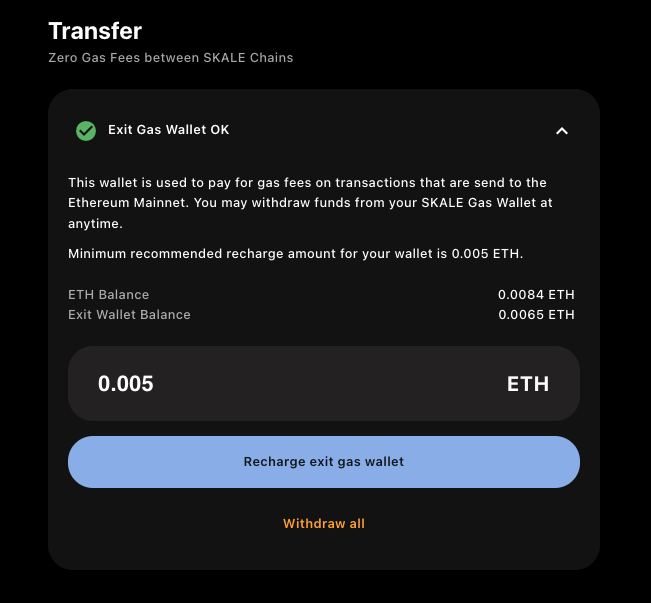 Transfer
Zero Gas Fees between SKALE Chains
Exit Gas Wallet OK
This wallet is used to pay for gas fees on transactions that are send to the
Ethereum Mainnet. You may withdraw funds from your SKALE Gas Wallet at
anytime.
Minimum recommended recharge amount for your wallet is 0.005 ETH.
ETH Balance 0.0084 ETH
Exit Wallet Balance 0.0065 ETH
0.005 ETH
Recharge exit gas wallet
Withdraw all